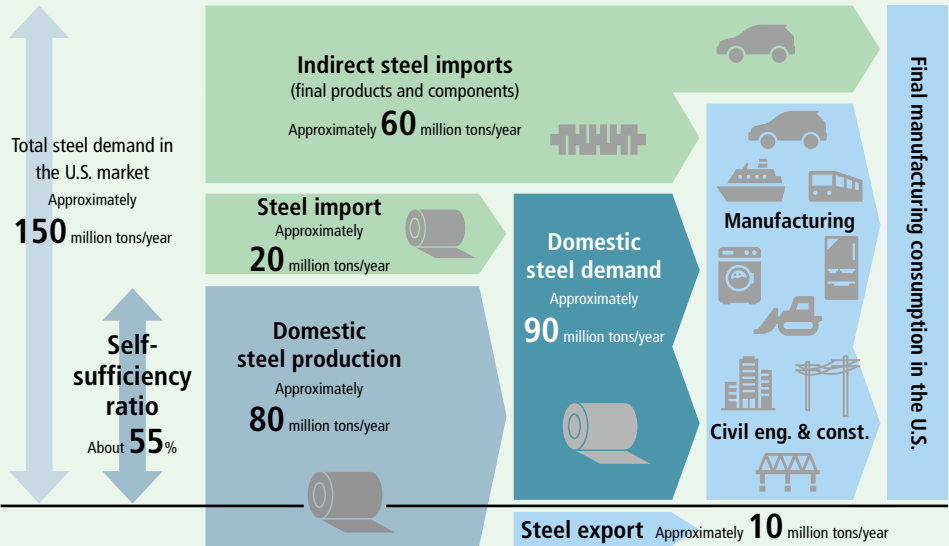 Total steel demand in
the U.S. market
Approximately
150 million tons/year
Self-
sufficiency
ratio
About 55%
Indirect steel imports
(final products and components)
Approximately 60 million tons/year
Steel import
Approximately
20 million tons/year
Domestic
steel production
Approximately
80 million tons/year
Domestic
steel demand
Approximately
90 million tons/year
Manufacturing
Civil eng. & const.
Final manufacturing consumption in the U.S.
Steel export Approximately 10 million tons/year